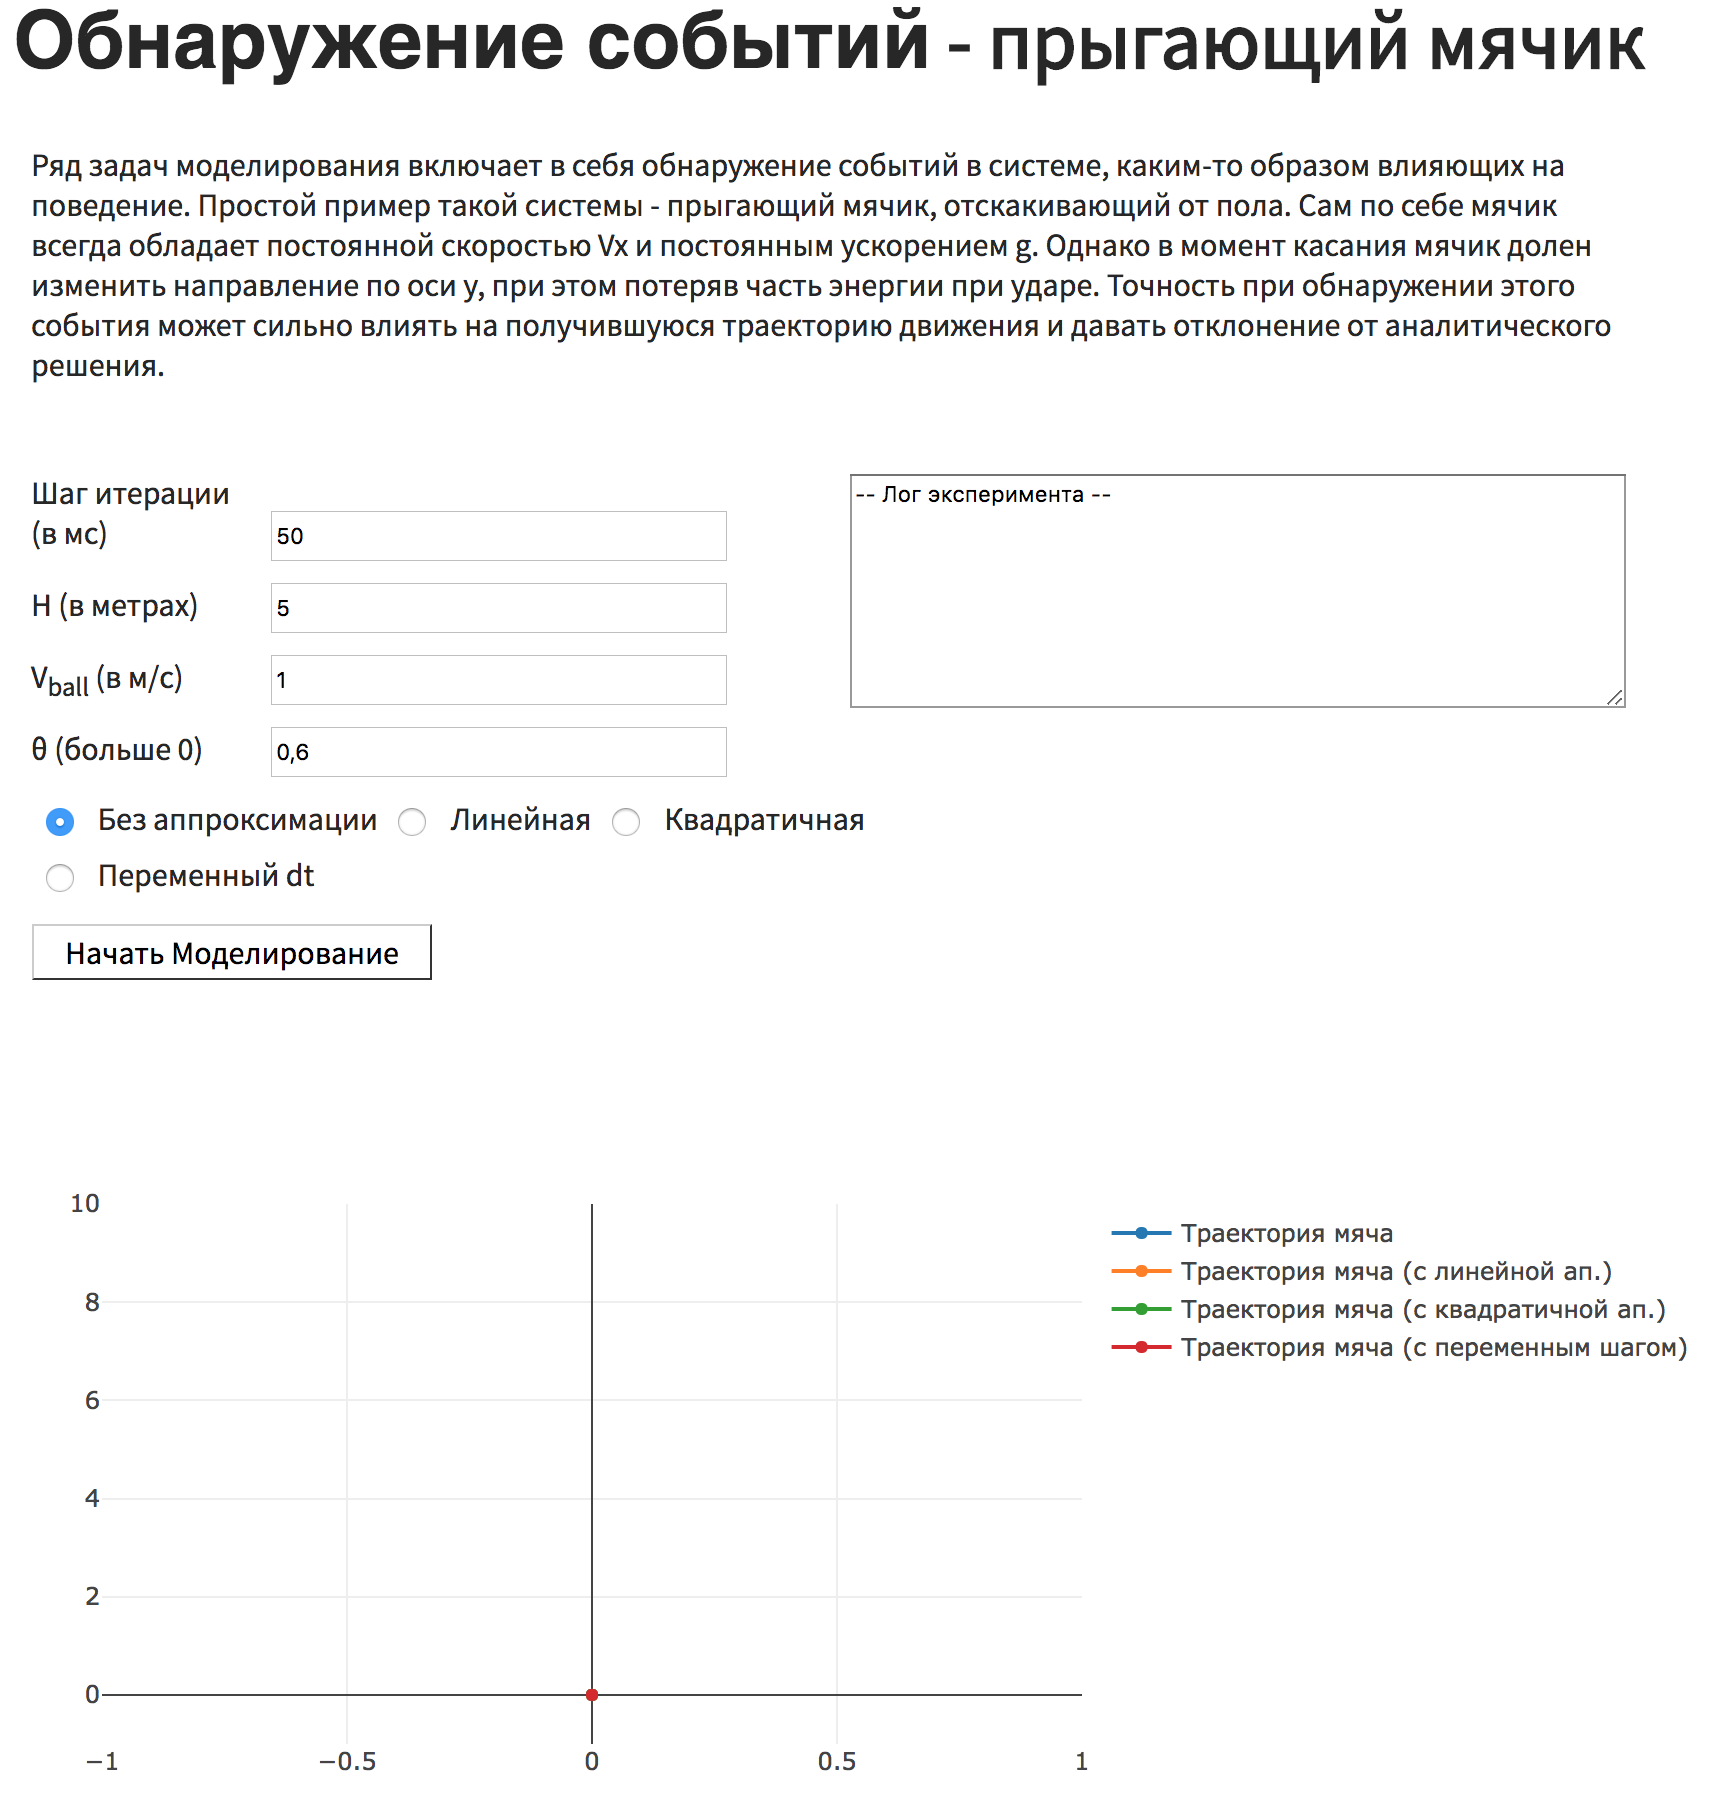 Обнаружение событий - прыгающий мячик
Ряд задач моделирования включает в себя обнаружение событий в системе, каким-то образом влияющих на
поведение. Простой пример такой системы - прыгающий мячик, отскакивающий от пола. Сам по себе мячик
всегда обладает постоянной скоростью Vx и постоянным ускорением g. Однако в момент касания мячик долен
изменить направление по оси y, при этом потеряв часть энергии при ударе. Точность при обнаружении этого
события может сильно влиять на получившуюся траекторию движения и давать отклонение от аналитического
решения.
Шаг итерации
(в мс)
50
H (в метрах)
5
Vball (в м/с)
1
θ (больше 0)
0,6
-- Лог эксперимента --
Без аппроксимации
Линейная
Квадратичная
Переменный dt
Начать Моделирование
10
8
6
4
2
0
−1
−0.5
0
0.5
1
Траектория мяча
Траектория мяча (с линейной ап.)
Траектория мяча (с квадратичной ап.)
Траектория мяча (с переменным шагом)